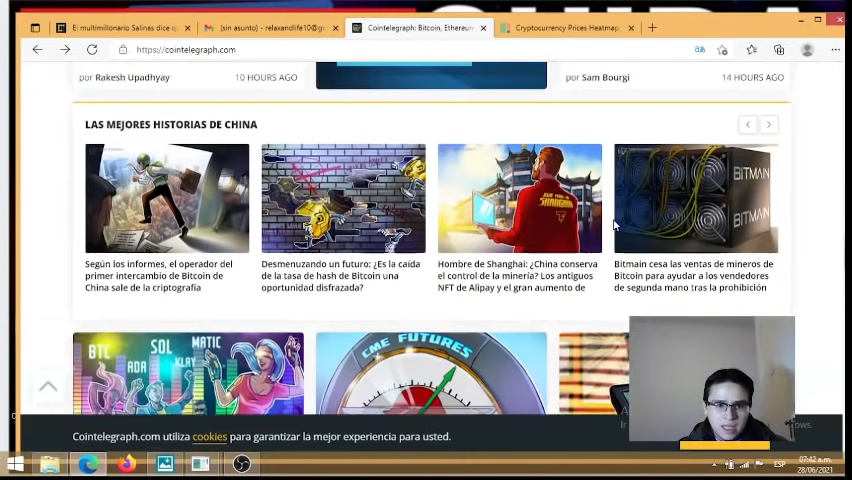 El multimillonario Salinas dice q
(sin asunto) - relaxandlife10@gr
Cointelegraph: Bitcoin, Ethereum
Cryptocurrency Prices Heatmap,
https://cointelegraph.com
por Rakesh Upadhyay
10 HOURS AGO
por Sam Bourgi
14 HOURS AGO
LAS MEJORES HISTORIAS DE CHINA
BITMAIN
BITMAIN
SHANGHAI
Según los informes, el operador del
primer intercambio de Bitcoin de
China sale de la criptografía
Desmenuzando un futuro: ¿Es la caída
de la tasa de hash de Bitcoin una
oportunidad disfrazada?
Hombre de Shanghai: ¿China conserva
el control de la minería? Los antiguos
NFT de Alipay y el gran aumento de
Bitmain cesa las ventas de mineros de
Bitcoin para ayudar a los vendedores
de segunda mano tras la prohibición
BTC
ADA
SOL
KLAY
MATIC
CME FUTURES
Cointelegraph.com utiliza cookies para garantizar la mejor experiencia para usted.
ESP
07:42 a.m.
28/06/2021